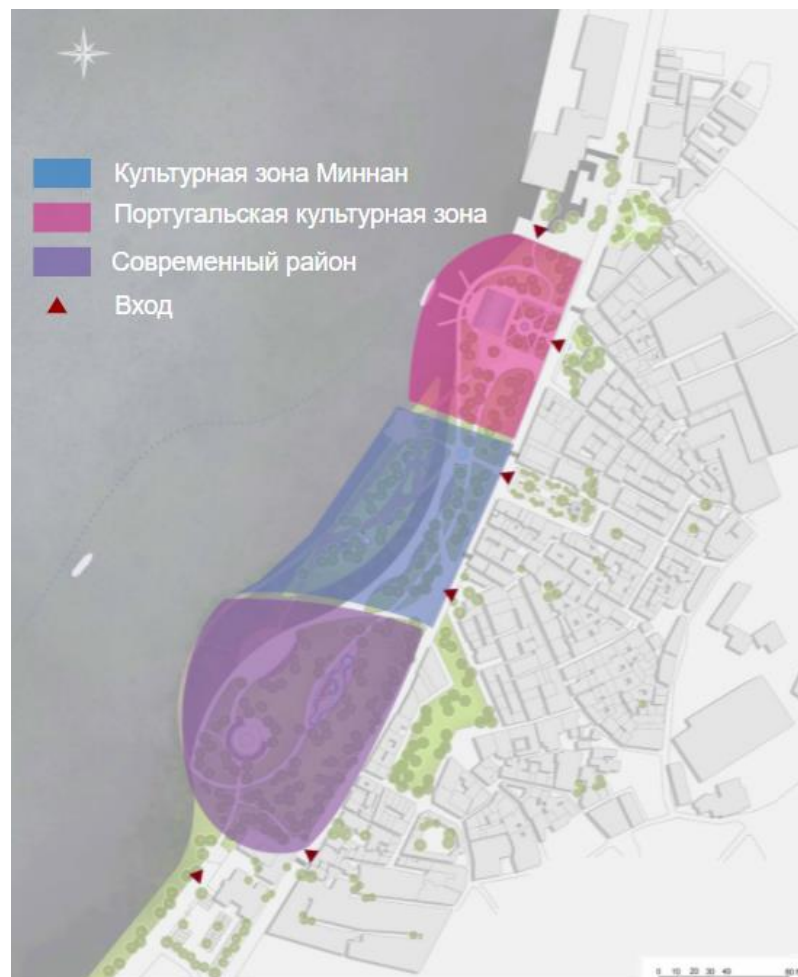 Культурная зона Миннан
Португальская культурная зона
Современный район
Вход
0 10 20 30 40